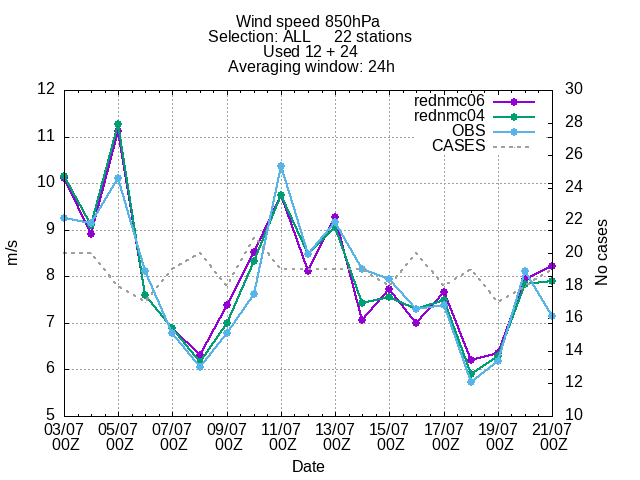 Wind speed 850hPa
Selection: ALL 22 stations
Used 12 + 24
Averaging window: 24h
rednmc06
rednmc04
OBS
CASES
12
11
10
9
8
7
6
5
m/s
30
28
26
24
22
20
18
16
14
12
10
No cases
03/07 05/07 07/07 09/07 11/07 13/07 15/07 17/07 19/07 21/07
00Z 00Z 00Z 00Z 00Z 00Z 00Z 00Z 00Z 00Z
Date